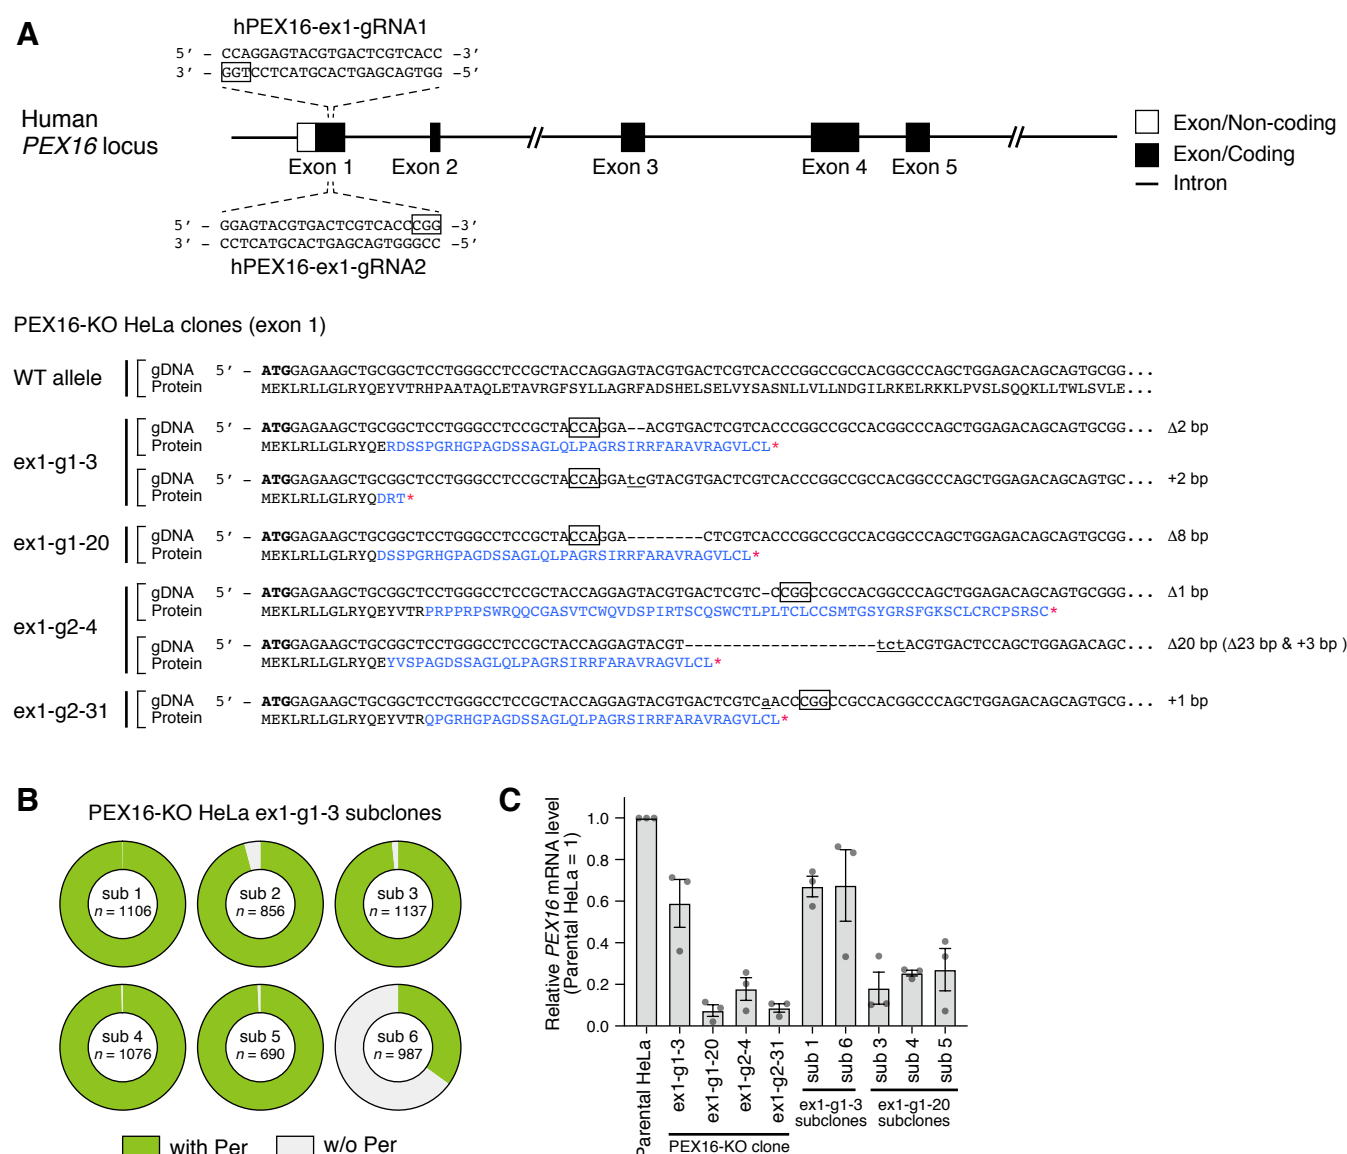 A
hPEX16-ex1-gRNA1
5′ – CCAGGAGTACGTGACTCGTCACC –3′
3′ – GGTCCTCATGCACTGAGCAGTGG –5′
Human
PEX16 locus
Exon 1
Exon 2
Exon 3
Exon 4
Exon 5
Exon/Non-coding
Exon/Coding
Intron
5′ – GGAGTACGTGACTCGTCACCCGG –3′
3′ – CCTCATGCACTGAGCAGTGGGCC –5′
hPEX16-ex1-gRNA2
PEX16-KO HeLa clones (exon 1)
WT allele
gDNA 5′ – ATGGAGAAGCTGCGGCTCCTGGGCCTCCGCTACCAGGAGTACGTGACTCGTCACCCGGCCGCCACGGCCCAGCTGGAGACAGCAGTGCGG...
Protein MEKLRLLGLRYQEYVTRHPAATAQLETAVRGFSYLLAGRFADSHELSELVYSASNLLVLLNDGILRKELRKKLPVSLSQQKLLTWLSVLE...
ex1-g1-3
gDNA 5′ – ATGGAGAAGCTGCGGCTCCTGGGCCTCCGCTACCAGGA--ACGTGACTCGTCACCCGGCCGCCACGGCCCAGCTGGAGACAGCAGTGCGG... Δ2 bp
Protein MEKLRLLGLRYQERDSSPGRHGPAGDSSAGLQLPAGRSIRRFARAVRAGVLCL*
gDNA 5′ – ATGGAGAAGCTGCGGCTCCTGGGCCTCCGCTACCAGGAtcGTACGTGACTCGTCACCCGGCCGCCACGGCCCAGCTGGAGACAGCAGTGC... +2 bp
Protein MEKLRLLGLRYQDRT*
ex1-g1-20
gDNA 5′ – ATGGAGAAGCTGCGGCTCCTGGGCCTCCGCTACCAGGA--------CTCGTCACCCGGCCGCCACGGCCCAGCTGGAGACAGCAGTGCGG... Δ8 bp
Protein MEKLRLLGLRYQDSSPGRHGPAGDSSAGLQLPAGRSIRRFARAVRAGVLCL*
ex1-g2-4
gDNA 5′ – ATGGAGAAGCTGCGGCTCCTGGGCCTCCGCTACCAGGAGTACGTGACTCGTC-CCGGCCGCCACGGCCCAGCTGGAGACAGCAGTGCGGG... Δ1 bp
Protein MEKLRLLGLRYQEYVTRPRPPRPSWRQQCGASVTCWQVDSPIRTSCQSWCTLPLTCLCCSMTGSYGRSFGKSCLCRCPSRSC*
gDNA 5′ – ATGGAGAAGCTGCGGCTCCTGGGCCTCCGCTACCAGGAGTACGT--------------------tctACGTGACTCCAGCTGGAGACAGC... Δ20 bp (Δ23 bp & +3 bp )
Protein MEKLRLLGLRYQEYVSPAGDSSAGLQLPAGRSIRRFARAVRAGVLCL*
ex1-g2-31
gDNA 5′ – ATGGAGAAGCTGCGGCTCCTGGGCCTCCGCTACCAGGAGTACGTGACTCGTCaACCCGGCCGCCACGGCCCAGCTGGAGACAGCAGTGCG... +1 bp
Protein MEKLRLLGLRYQEYVTRQPGRHGPAGDSSAGLQLPAGRSIRRFARAVRAGVLCL*
B
PEX16-KO HeLa ex1-g1-3 subclones
sub 1
n = 1106
sub 2
n = 856
sub 3
n = 1137
sub 4
n = 1076
sub 5
n = 690
sub 6
n = 987
with Per
w/o Per
C
Relative PEX16 mRNA level
(Parental HeLa = 1)
1.0
0.8
0.6
0.4
0.2
0.0
Parental HeLa
ex1-g1-3
ex1-g1-20
ex1-g2-4
ex1-g2-31
sub 1
sub 6
sub 3
sub 4
sub 5
PEX16-KO clone
ex1-g1-3
subclones
ex1-g1-20
subclones